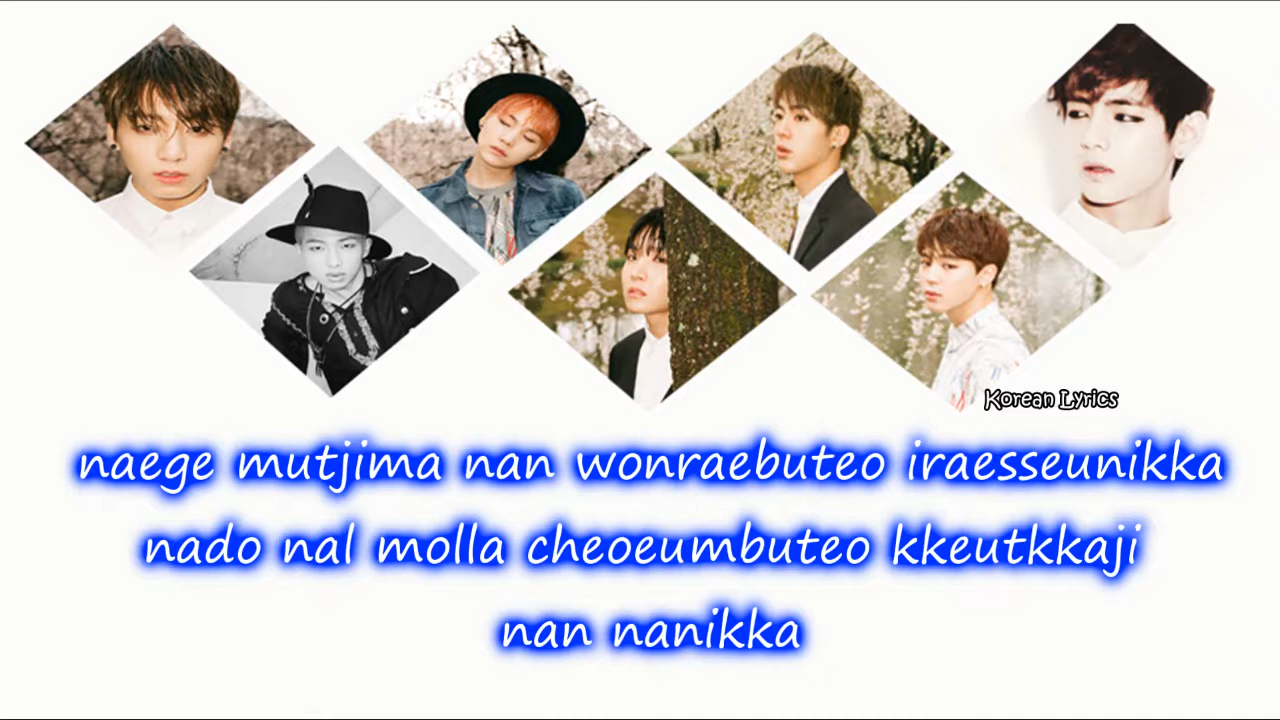 Korean Lyrics
naege mutjima nan wonraebuteo iraesseunikka
nado nal molla cheoeumbuteo kkeutkkaji
nan nanikka